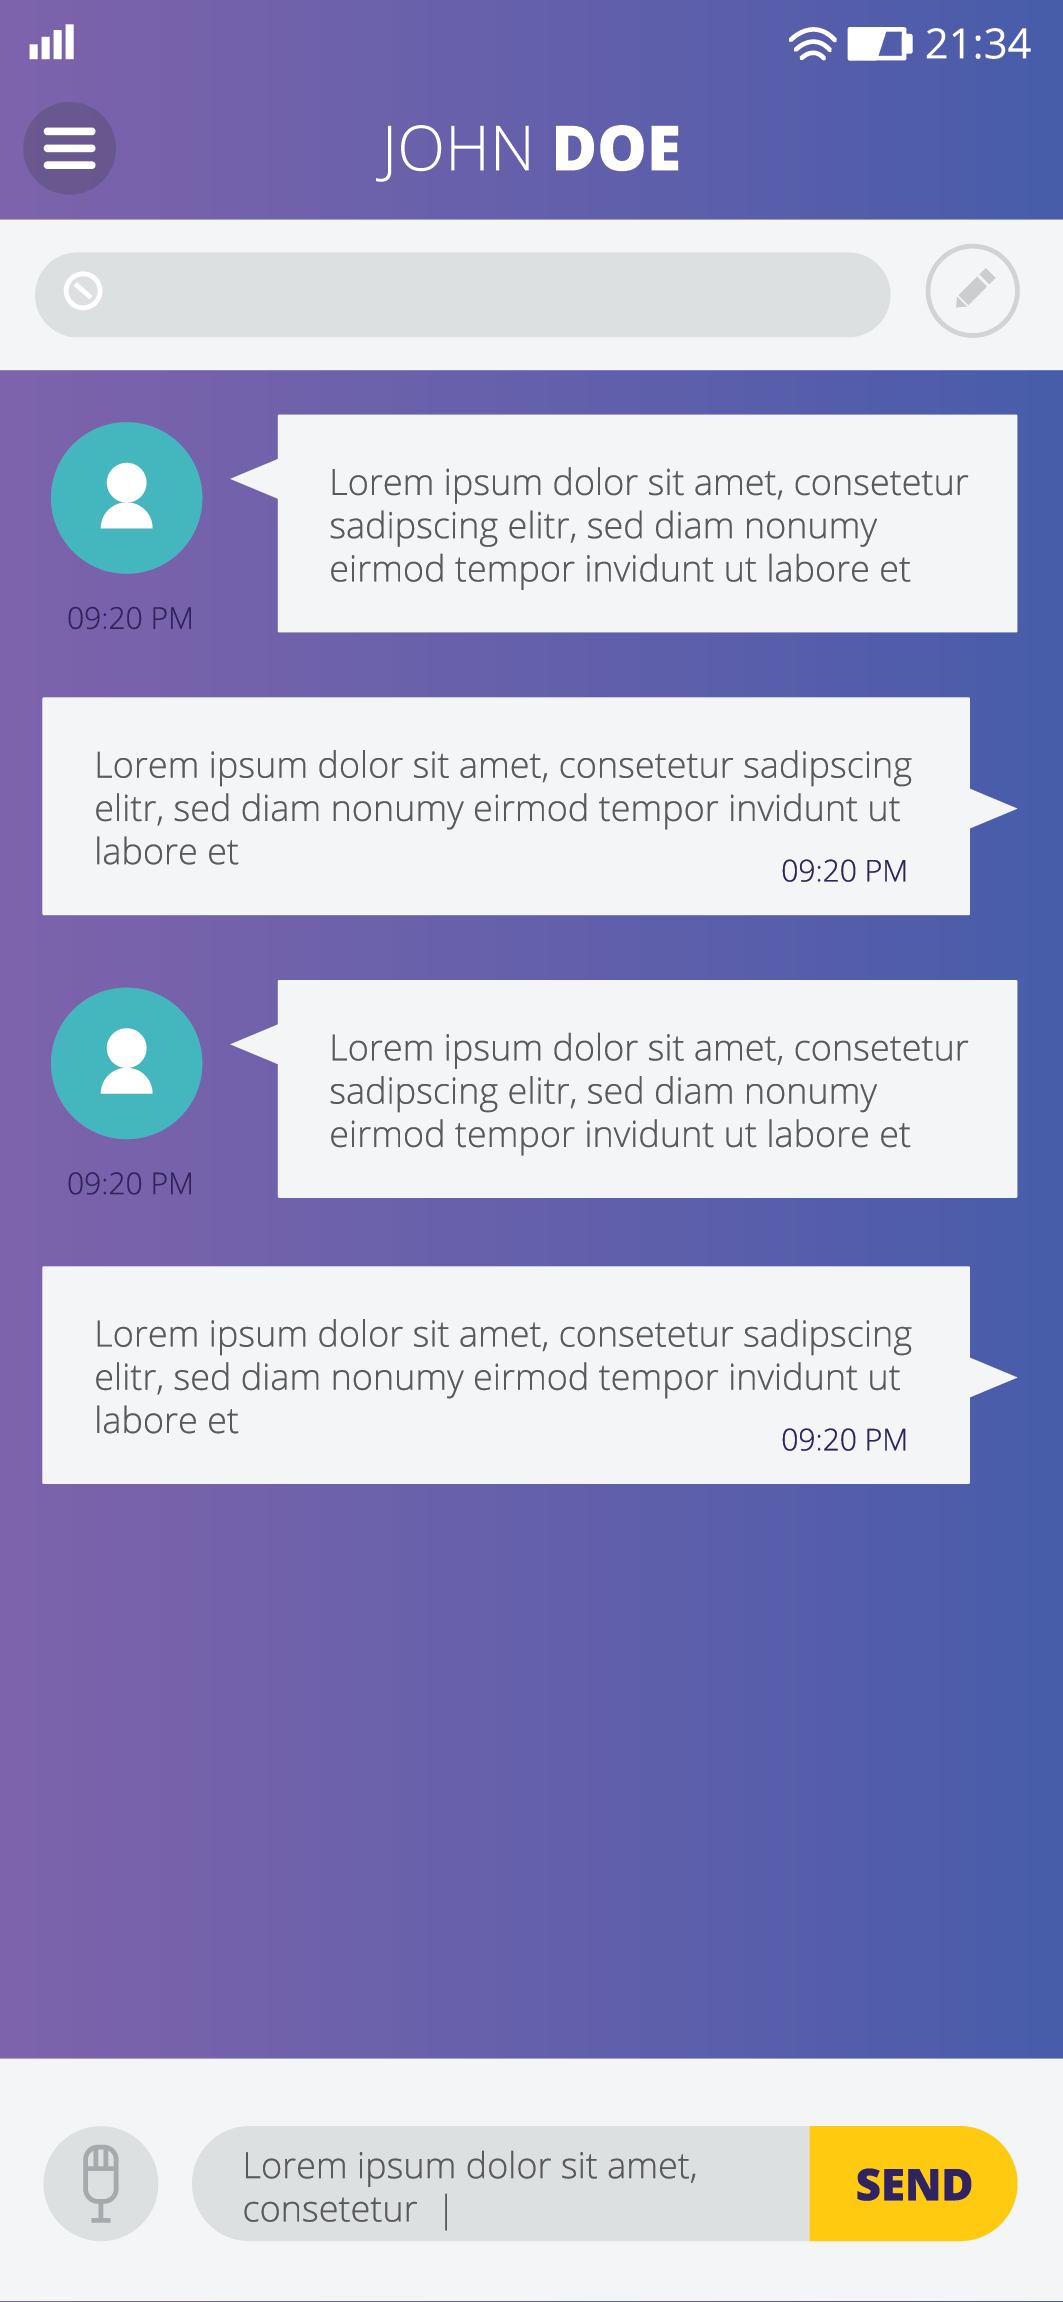 21:34
JOHN DOE
Lorem ipsum dolor sit amet, consetetur
sadipscing elitr, sed diam nonumy
eirmod tempor invidunt ut labore et
09:20 PM
Lorem ipsum dolor sit amet, consetetur sadipscing
elitr, sed diam nonumy eirmod tempor invidunt ut
labore et
09:20 PM
Lorem ipsum dolor sit amet, consetetur
sadipscing elitr, sed diam nonumy
eirmod tempor invidunt ut labore et
09:20 PM
Lorem ipsum dolor sit amet, consetetur sadipscing
elitr, sed diam nonumy eirmod tempor invidunt ut
labore et
09:20 PM
Lorem ipsum dolor sit amet,
consetetur
SEND